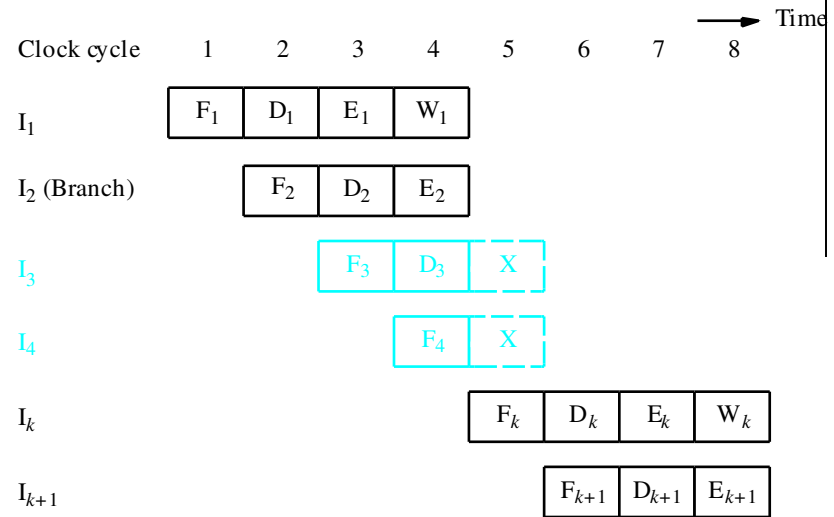 Time
Clock cycle 1 2 3 4 5 6 7 8
I₁ F₁ D₁ E₁ W₁
I₂ (Branch) F₂ D₂ E₂
I₃ F₃ D₃ X
I₄ F₄ X
Iₖ Fₖ Dₖ Eₖ Wₖ
Iₖ₊₁ Fₖ₊₁ Dₖ₊₁ Eₖ₊₁